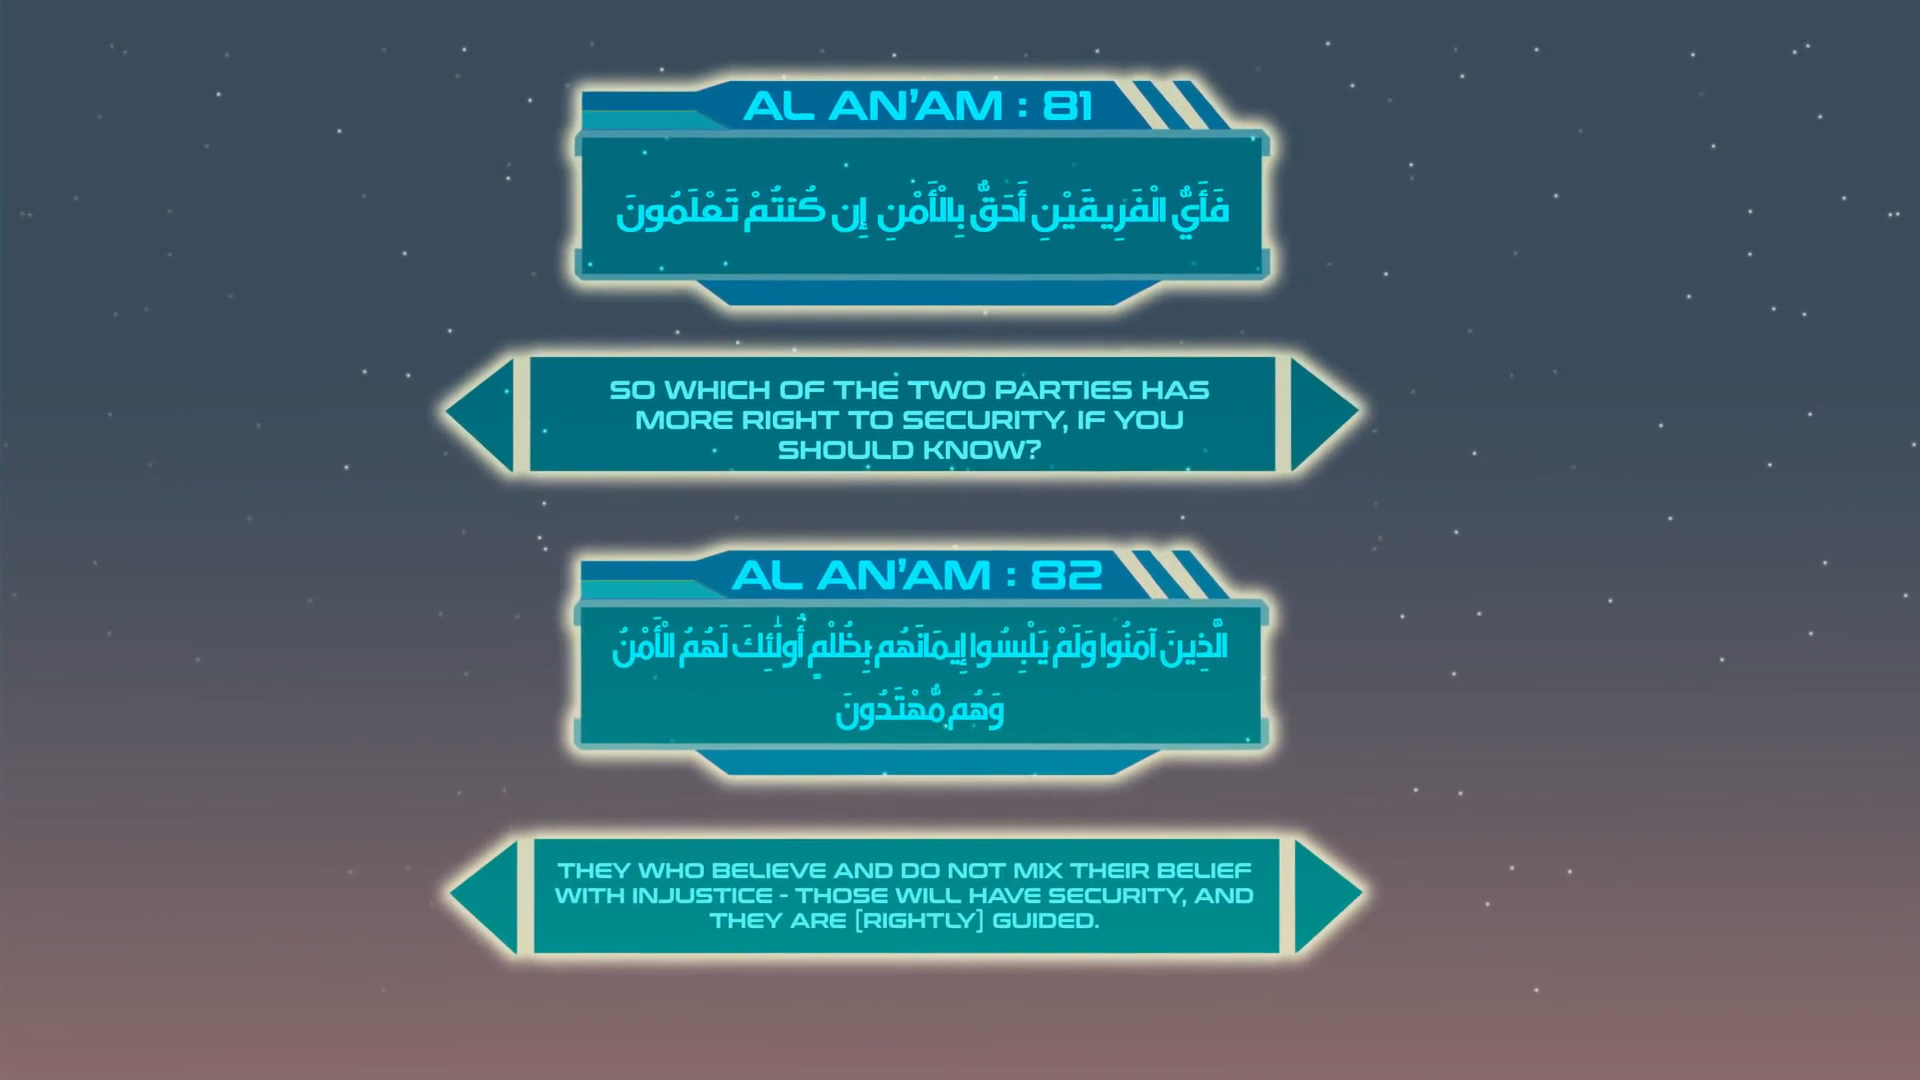 AL AN'AM : 81
فَأَيُّ الْفَرِيقَيْنِ أَحَقُّ بِالْأَمْنِ إِن كُنتُمْ تَعْلَمُونَ
SO WHICH OF THE TWO PARTIES HAS
MORE RIGHT TO SECURITY, IF YOU
SHOULD KNOW?
AL AN'AM : 82
الَّذِينَ آمَنُوا وَلَمْ يَلْبِسُوا إِيمَانَهُم بِظُلْمٍ أُولَٰئِكَ لَهُمُ الْأَمْنُ
وَهُم مُّهْتَدُونَ
THEY WHO BELIEVE AND DO NOT MIX THEIR BELIEF
WITH INJUSTICE - THOSE WILL HAVE SECURITY, AND
THEY ARE [RIGHTLY] GUIDED.